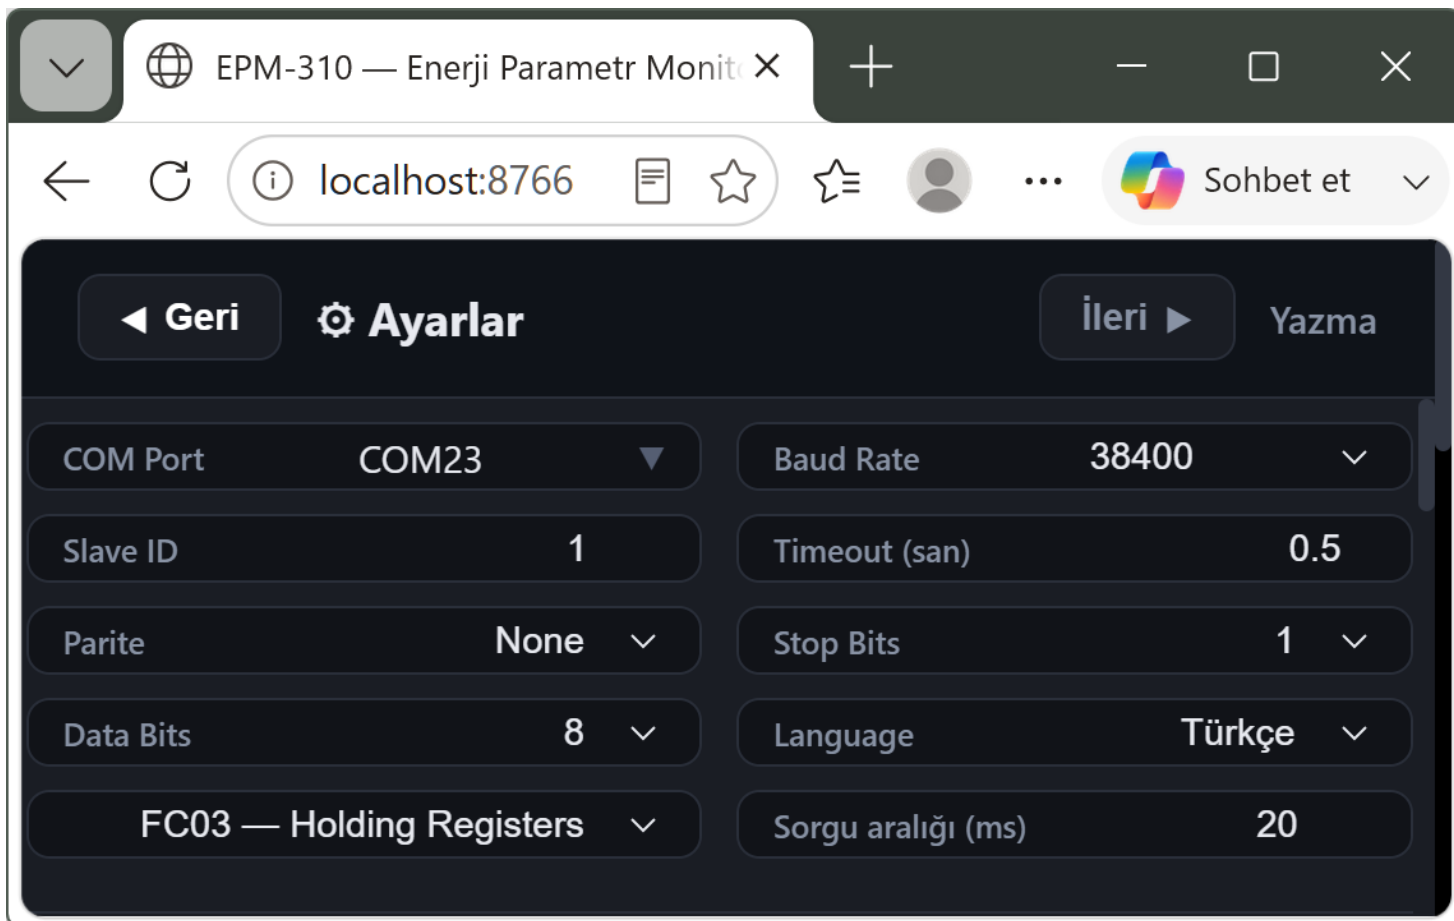 EPM-310 — Enerji Parametr Monit
localhost:8766
Sohbet et
◀ Geri
⚙ Ayarlar
İleri ▶
Yazma
COM Port COM23
Baud Rate 38400
Slave ID 1
Timeout (san) 0.5
Parite None
Stop Bits 1
Data Bits 8
Language Türkçe
FC03 — Holding Registers
Sorgu aralığı (ms) 20